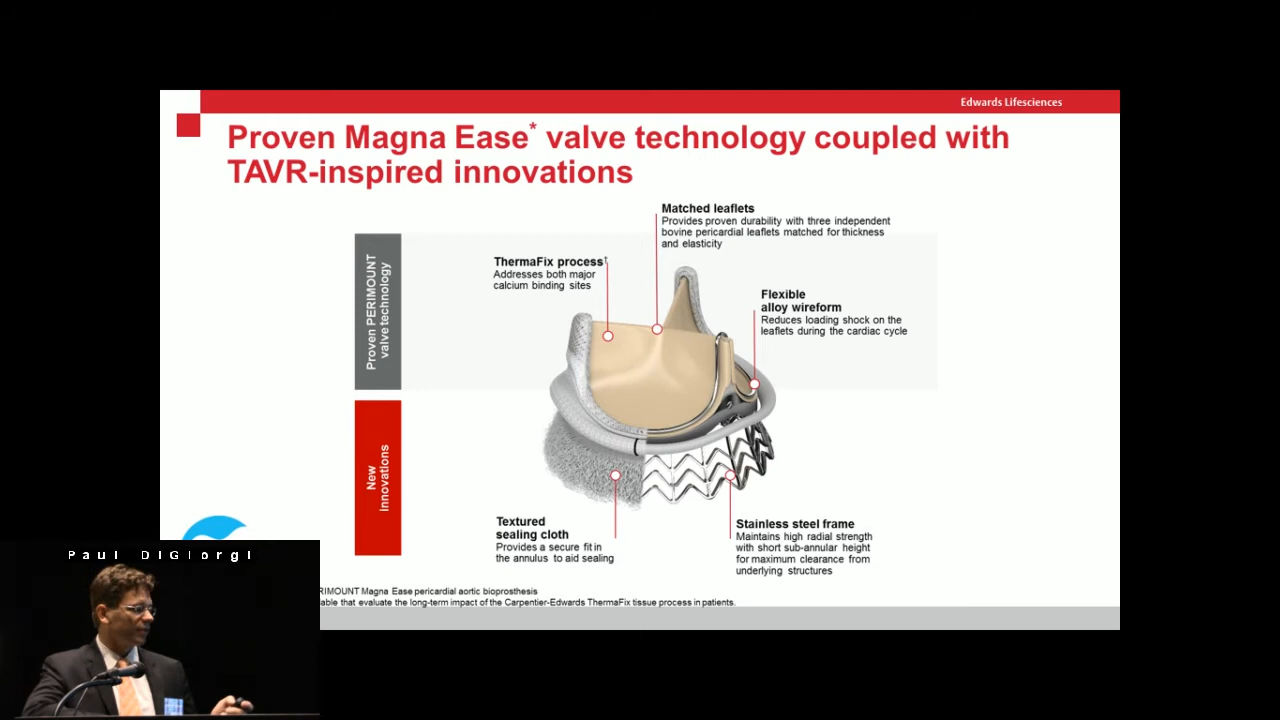 Edwards Lifesciences
Proven Magna Ease* valve technology coupled with
TAVR-inspired innovations
Matched leaflets
Provides proven durability with three independent
bovine pericardial leaflets matched for thickness
and elasticity
ThermaFix process†
Addresses both major
calcium binding sites
Flexible
alloy wireform
Reduces loading shock on the
leaflets during the cardiac cycle
Proven PERIMOUNT
valve technology
New
Innovations
Textured
sealing cloth
Provides a secure fit in
the annulus to aid sealing
Stainless steel frame
Maintains high radial strength
with short sub-annular height
for maximum clearance from
underlying structures
RIMOUNT Magna Ease pericardial aortic bioprosthesis
able that evaluate the long-term impact of the Carpentier-Edwards ThermaFix tissue process in patients.
Paul DiGiorgi